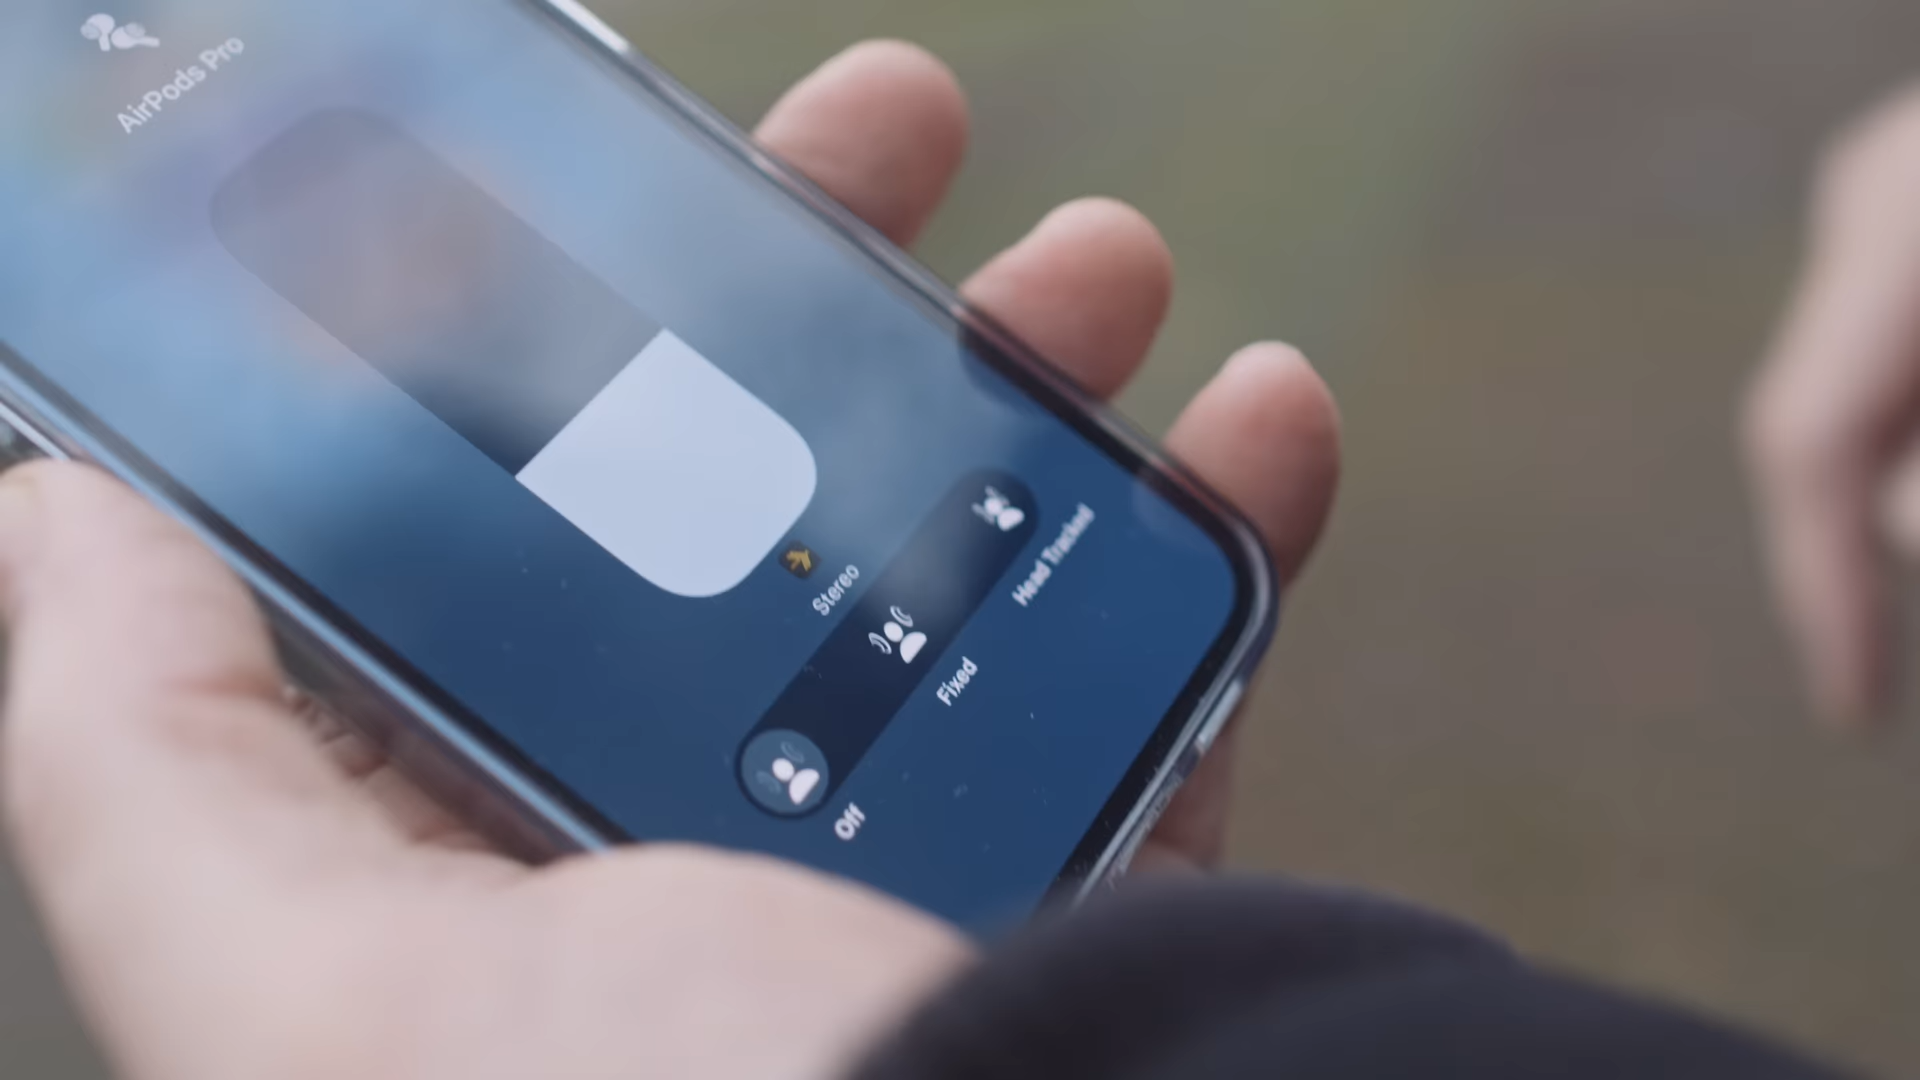 AirPods Pro
Stereo
Off
Fixed
Head Tracked